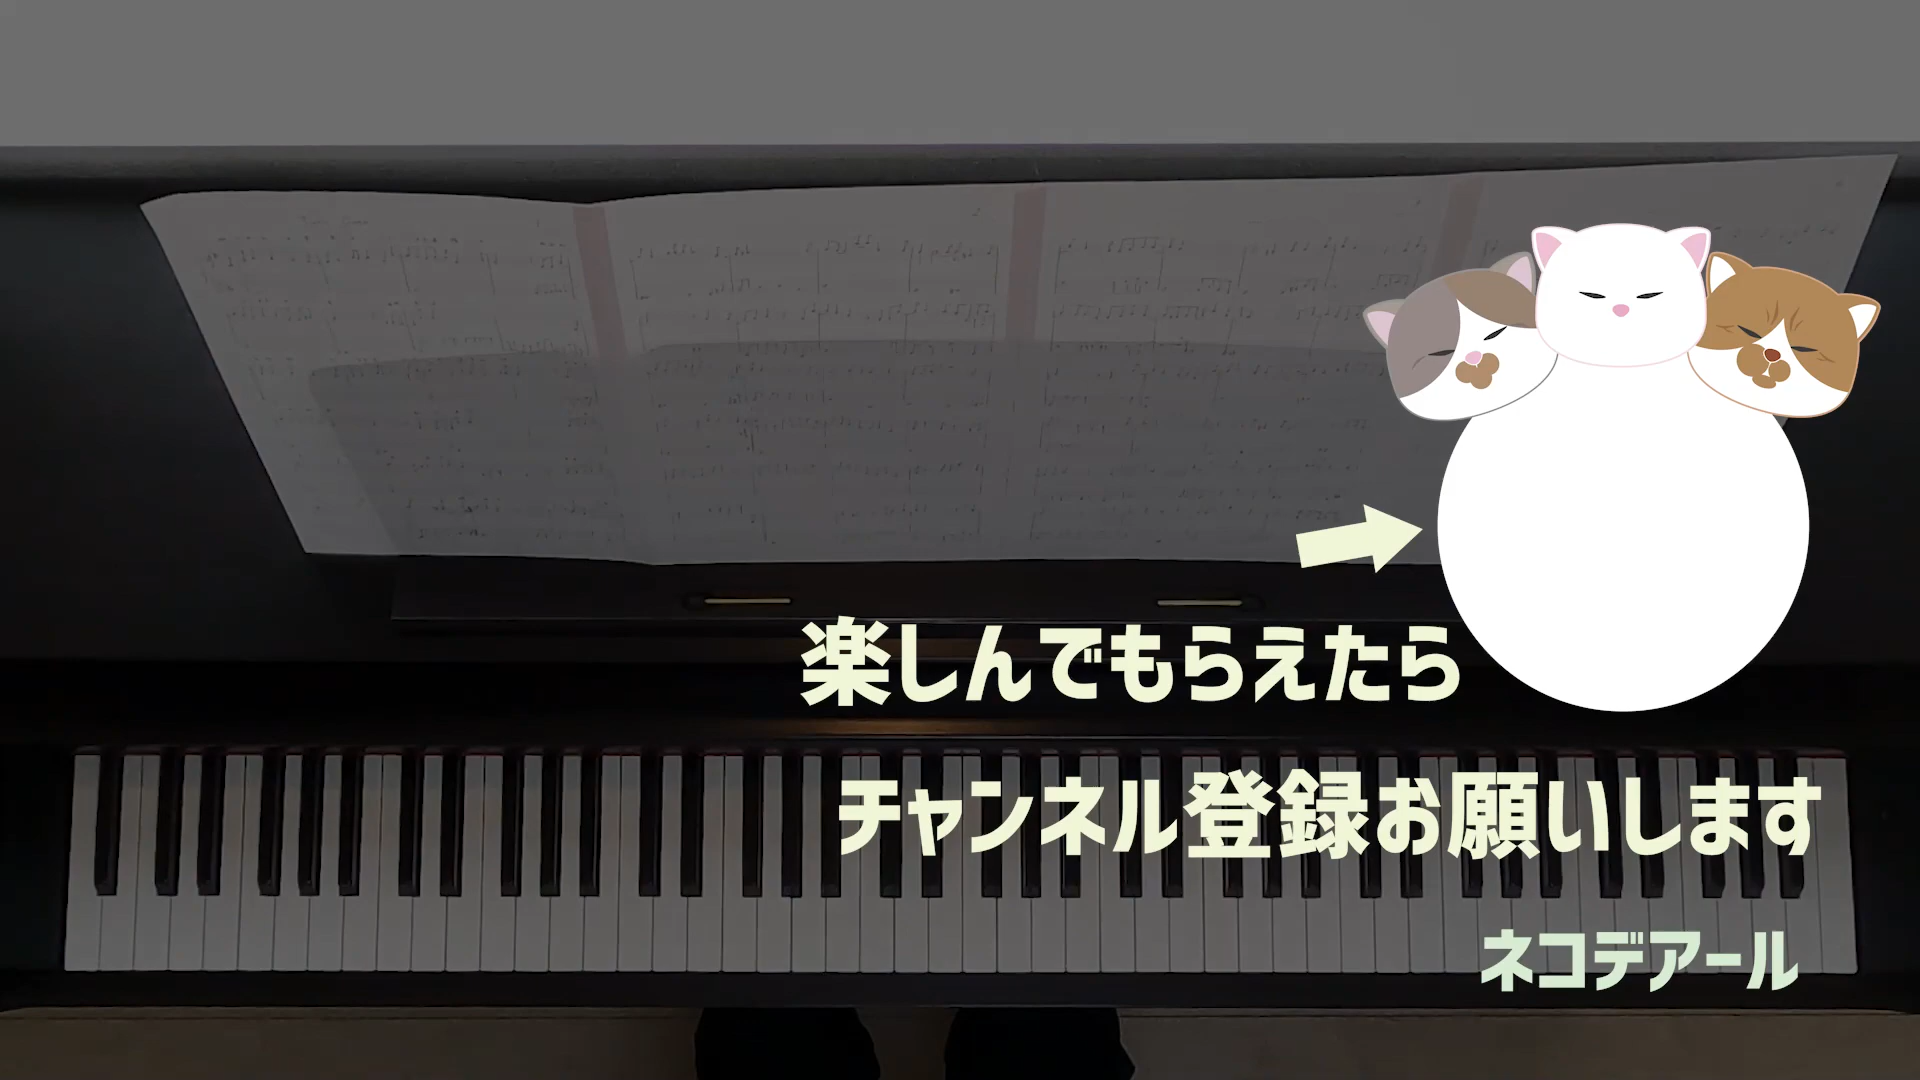 楽しんでもらえたら
チャンネル登録お願いします
ネコデアール